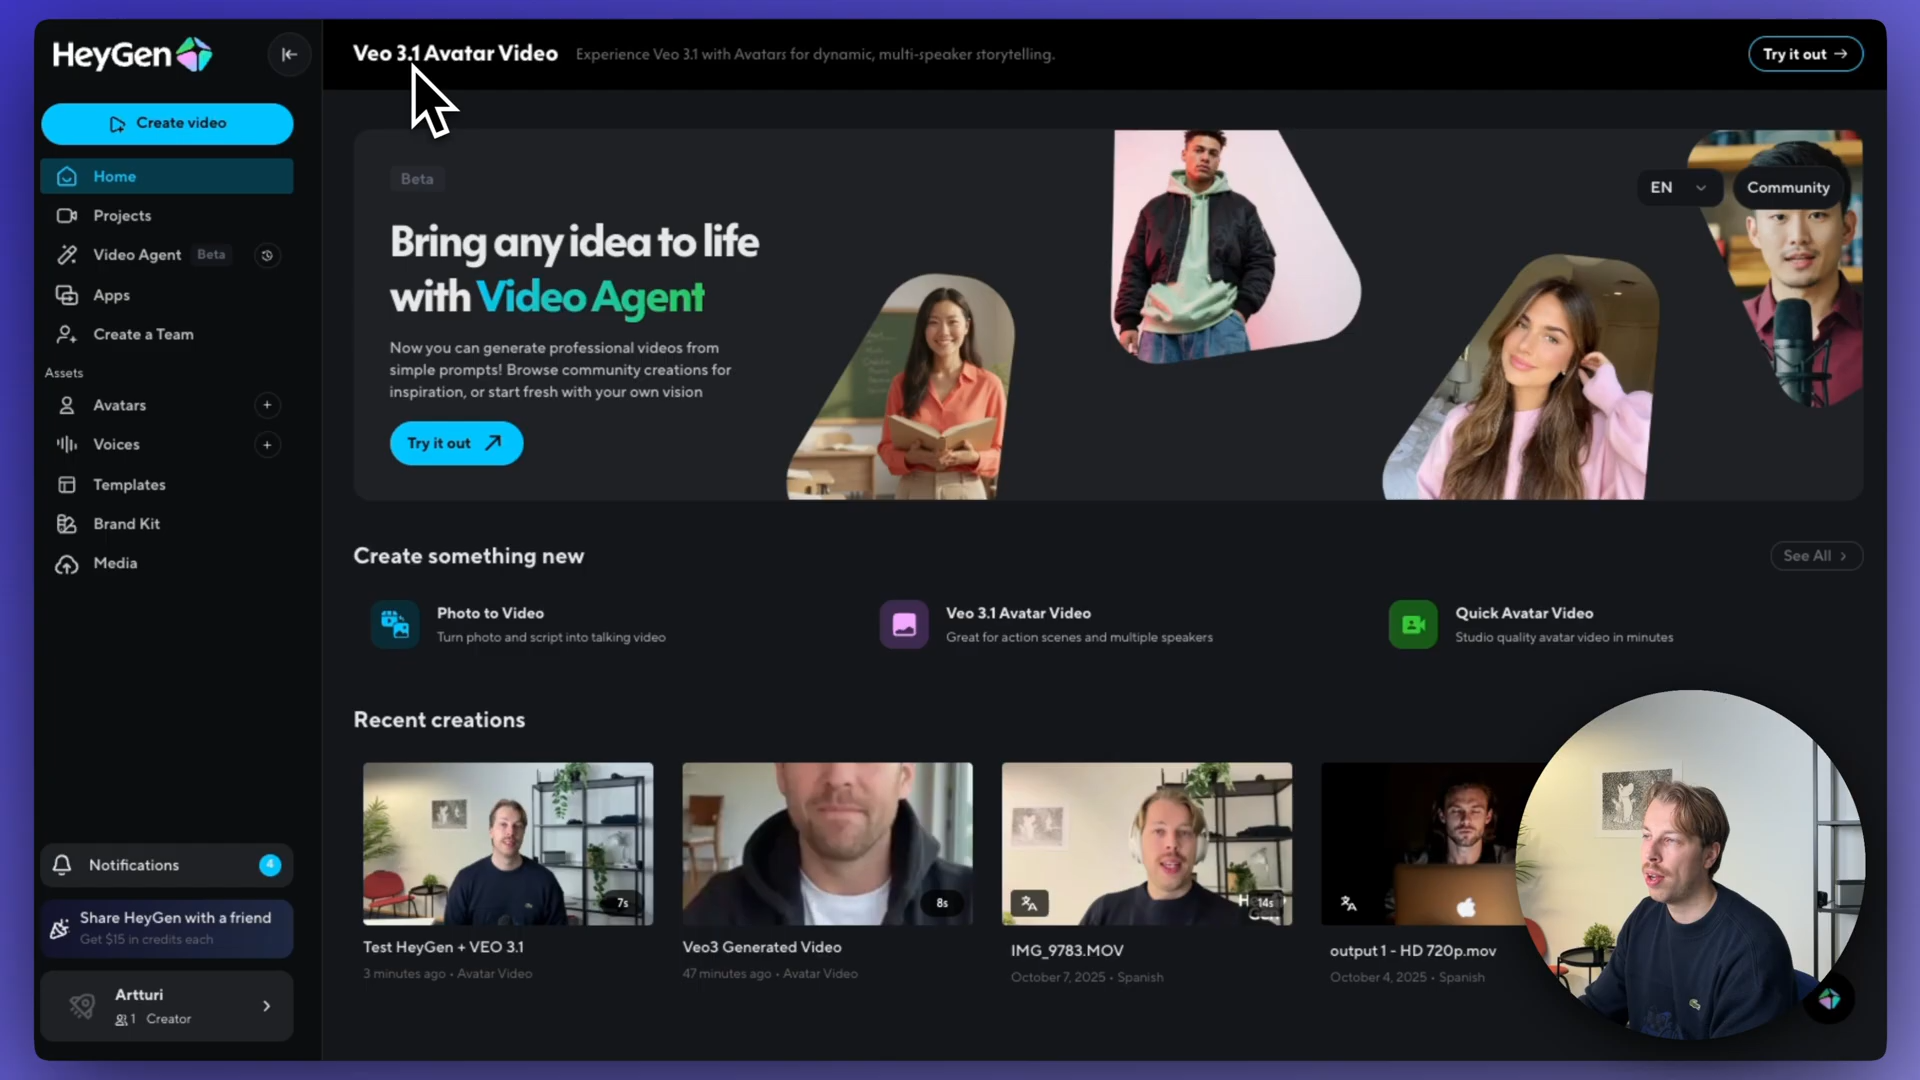 HeyGen
Create video
Home
Projects
Video Agent Beta
Apps
Create a Team
Assets
Avatars
Voices
Templates
Brand Kit
Media
Notifications 4
Share HeyGen with a friend
Get $15 in credits each
Artturi
1 Creator
Veo 3.1 Avatar Video Experience Veo 3.1 with Avatars for dynamic, multi-speaker storytelling.
Try it out →
EN
Community
Beta
Bring any idea to life
with Video Agent
Now you can generate professional videos from
simple prompts! Browse community creations for
inspiration, or start fresh with your own vision
Try it out
Create something new
See All
Photo to Video
Turn photo and script into talking video
Veo 3.1 Avatar Video
Great for action scenes and multiple speakers
Quick Avatar Video
Studio quality avatar video in minutes
Recent creations
7s
8s
14s
Test HeyGen + VEO 3.1
3 minutes ago • Avatar Video
Veo3 Generated Video
47 minutes ago • Avatar Video
IMG_9783.MOV
October 7, 2025 • Spanish
output 1 - HD 720p.mov
October 4, 2025 • Spanish